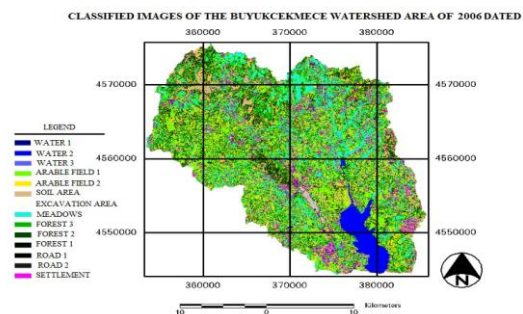 CLASSIFIED IMAGES OF THE BUYUKCEKMECE WATERSHED AREA OF 2006 DATED
360000 370000 380000
4570000 4570000
LEGEND
WATER 1
WATER 2
WATER 3
ARABLE FIELD 1
ARABLE FIELD 2
SOIL AREA
EXCAVATION AREA
MEADOWS
FOREST 3
FOREST 2
FOREST 1
ROAD 1
ROAD 2
SETTLEMENT
4560000 4560000
4550000 4550000
360000 370000 380000
N
10 0 10 Kilometers